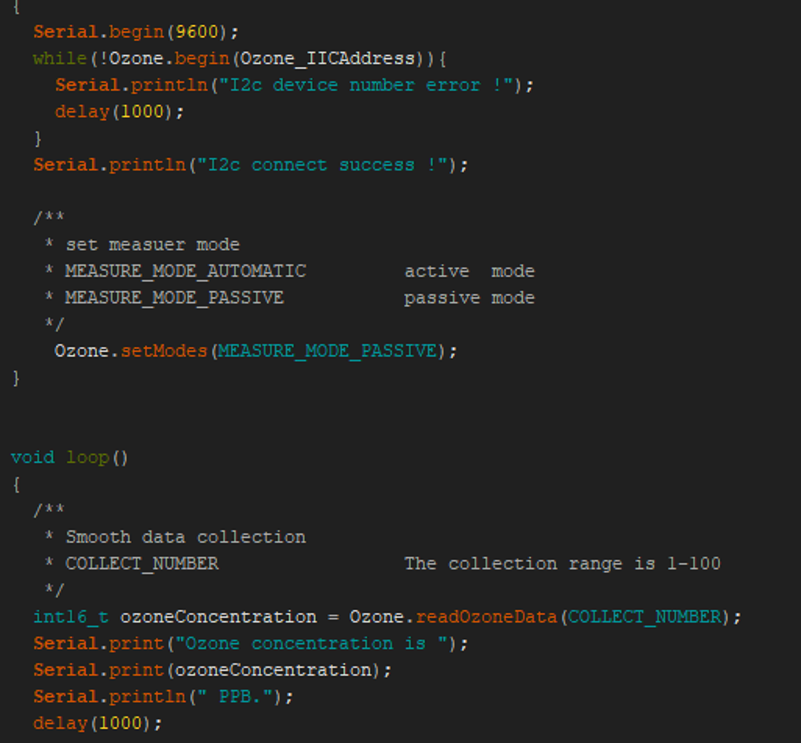 {
  Serial.begin(9600);
  while(!Ozone.begin(Ozone_IICAddress)){
    Serial.println("I2c device number error !");
    delay(1000);
  }
  Serial.println("I2c connect success !");
  /**
   * set measuer mode
   * MEASURE_MODE_AUTOMATIC         active  mode
   * MEASURE_MODE_PASSIVE           passive mode
   */
    Ozone.setModes(MEASURE_MODE_PASSIVE);
}
void loop()
{
  /**
   * Smooth data collection
   * COLLECT_NUMBER                 The collection range is 1-100
   */
  int16_t ozoneConcentration = Ozone.readOzoneData(COLLECT_NUMBER);
  Serial.print("Ozone concentration is ");
  Serial.print(ozoneConcentration);
  Serial.println(" PPB.");
  delay(1000);